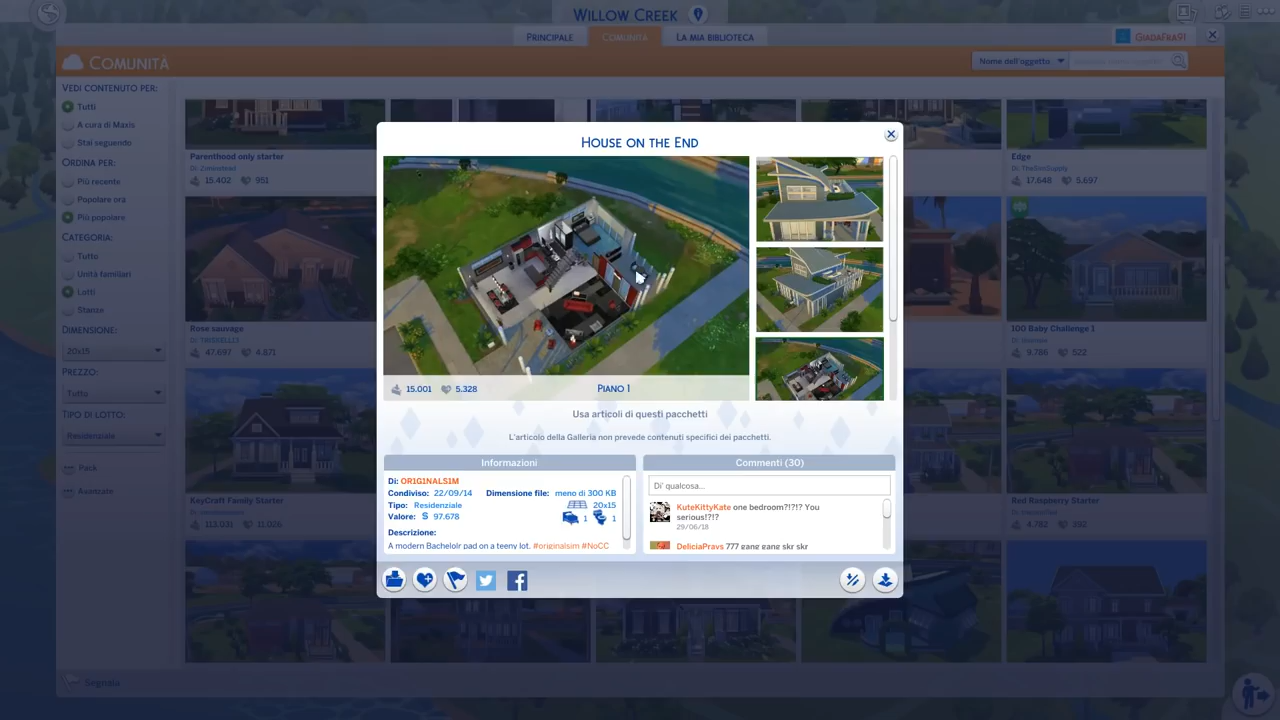 WILLOW CREEK
PRINCIPALE
COMUNITÀ
LA MIA BIBLIOTECA
GIADAFRA91
COMUNITÀ
Nome dell'oggetto
VEDI CONTENUTO PER:
Tutti
A cura di Maxis
Stai seguendo
ORDINA PER:
Più recente
Popolare ora
Più popolare
CATEGORIA:
Tutto
Unità familiari
Lotti
Stanze
DIMENSIONE:
20x15
PREZZO:
Tutto
TIPO DI LOTTO:
Residenziale
Pack
Avanzate
Segnala
Parenthood only starter
15.402 951
Edge
Di: TheSimSupply
17.648 5.697
Rose sauvage
47.697 4.871
100 Baby Challenge 1
9.786 522
KeyCraft Family Starter
113.031 11.026
Red Raspberry Starter
4.782 392
HOUSE ON THE END
15.001 5.328 PIANO 1
Usa articoli di questi pacchetti
L'articolo della Galleria non prevede contenuti specifici dei pacchetti.
Informazioni
Di: OR1G1NALS1M
Condiviso: 22/09/14 Dimensione file: meno di 300 KB
Tipo: Residenziale 20x15
Valore: § 97.678 1 1
Descrizione:
A modern Bachelolr pad on a teeny lot. #originalsim #NoCC
Commenti (30)
Di' qualcosa...
KuteKittyKate one bedroom?!?!? You
serious!?!?
29/06/18
DeliciaPrays 777 gang gang skr skr